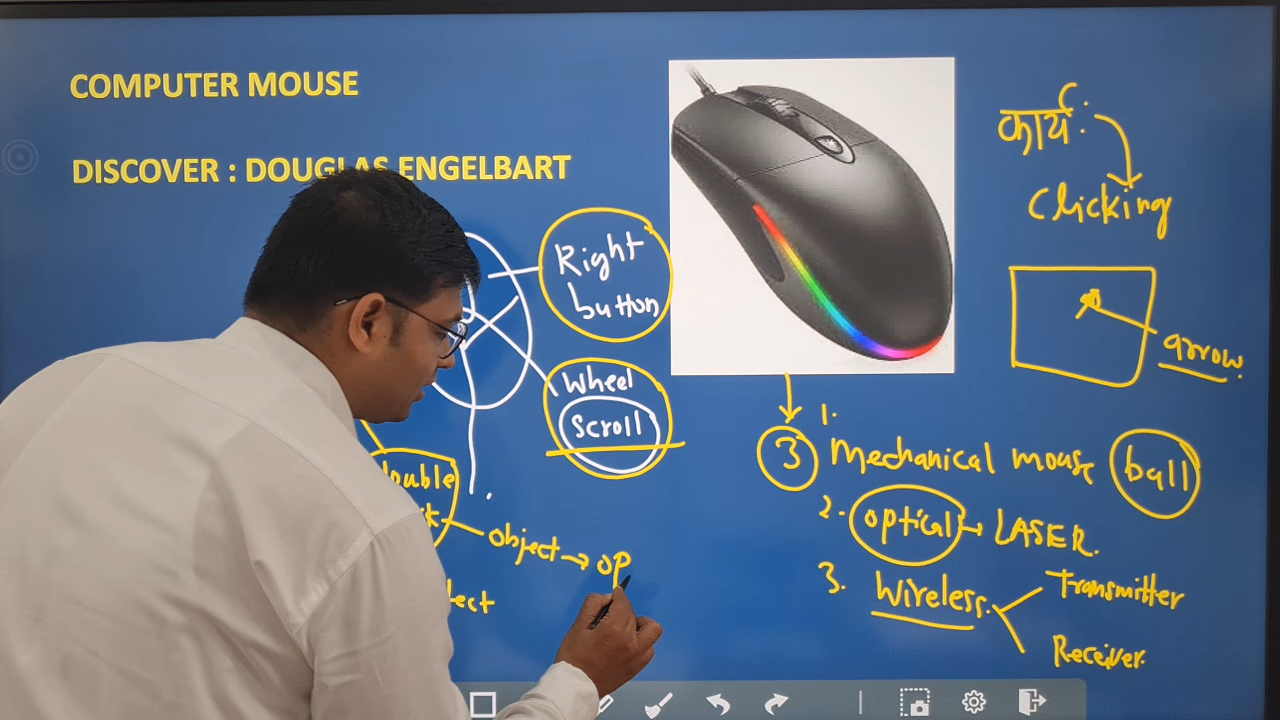 COMPUTER MOUSE
DISCOVER : DOUGLAS ENGELBART
Right
button
Wheel
Scroll
object → OP
कार्य:
Clicking
arrow.
3
1.
Mechanical mouse
ball
2. optical → LASER.
3. Wireless.
Transmitter
Receiver.